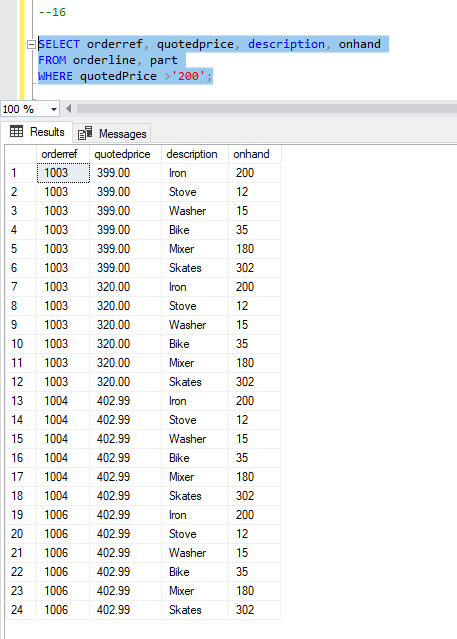 --16
SELECT orderref, quotedprice, description, onhand
FROM orderline, part
WHERE quotedPrice >'200';
100 %
Results Messages
orderref quotedprice description onhand
1 1003 399.00 Iron 200
2 1003 399.00 Stove 12
3 1003 399.00 Washer 15
4 1003 399.00 Bike 35
5 1003 399.00 Mixer 180
6 1003 399.00 Skates 302
7 1003 320.00 Iron 200
8 1003 320.00 Stove 12
9 1003 320.00 Washer 15
10 1003 320.00 Bike 35
11 1003 320.00 Mixer 180
12 1003 320.00 Skates 302
13 1004 402.99 Iron 200
14 1004 402.99 Stove 12
15 1004 402.99 Washer 15
16 1004 402.99 Bike 35
17 1004 402.99 Mixer 180
18 1004 402.99 Skates 302
19 1006 402.99 Iron 200
20 1006 402.99 Stove 12
21 1006 402.99 Washer 15
22 1006 402.99 Bike 35
23 1006 402.99 Mixer 180
24 1006 402.99 Skates 302